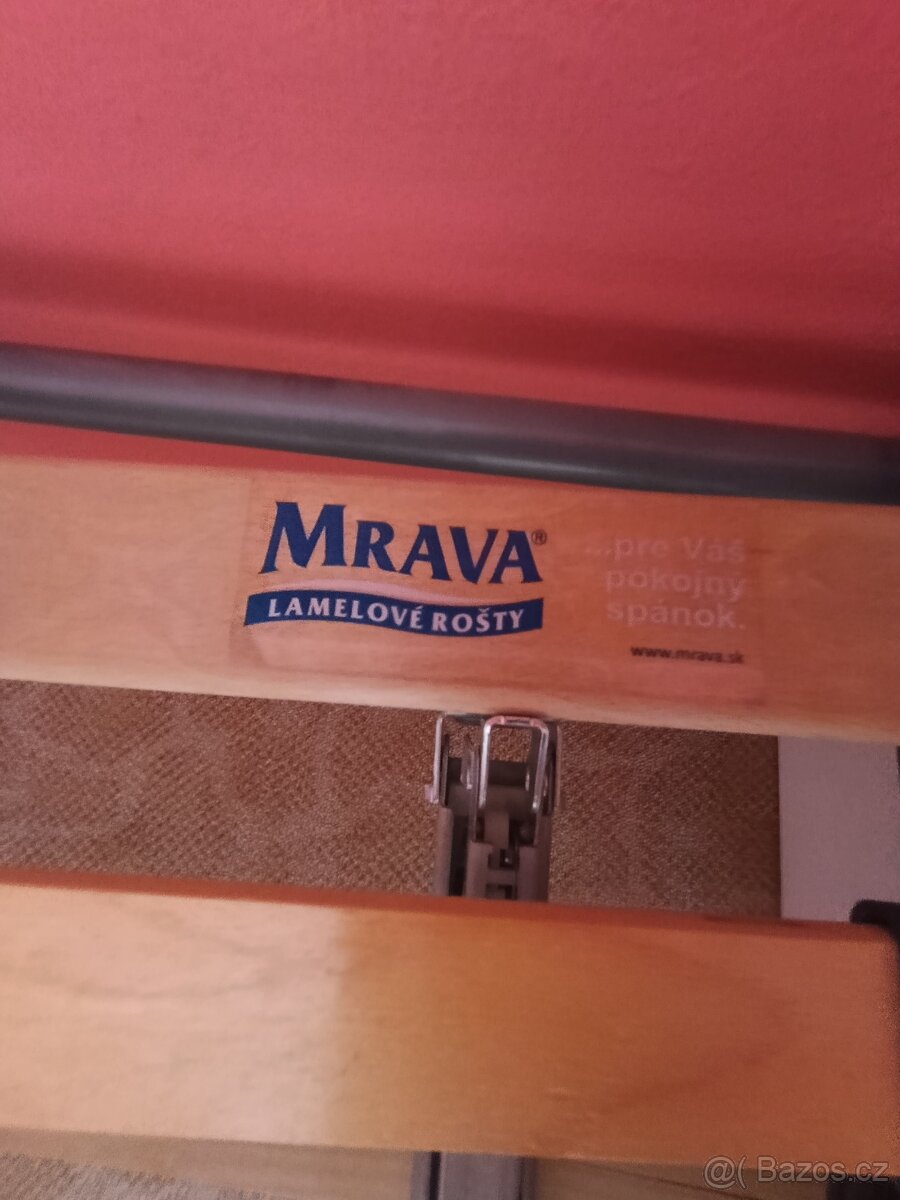 MRAVA®
LAMELOVÉ ROŠTY
...pre Váš
pokojný
spánok.
www.mrava.sk
@( Bazos.cz